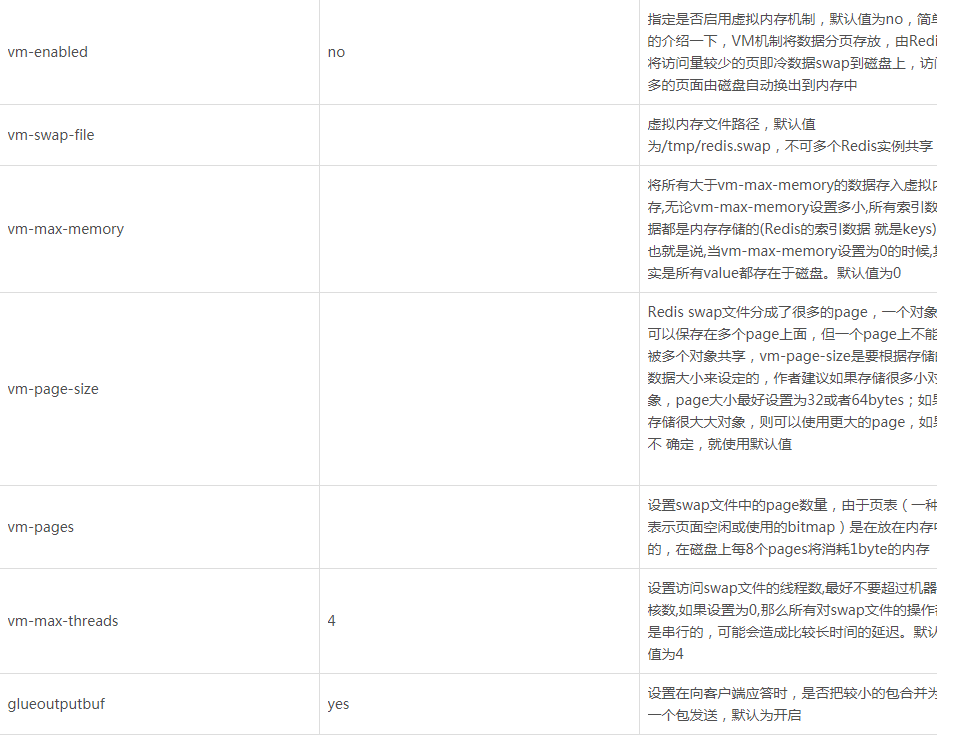 vm-enabled
no
指定是否启用虚拟内存机制，默认值为no，简单
的介绍一下，VM机制将数据分页存放，由Redis
将访问量较少的页即冷数据swap到磁盘上，访
多的页面由磁盘自动换出到内存中
vm-swap-file
虚拟内存文件路径，默认值
为/tmp/redis.swap，不可多个Redis实例共享
vm-max-memory
将所有大于vm-max-memory的数据存入虚拟内
存,无论vm-max-memory设置多小,所有索引数
据都是内存存储的(Redis的索引数据 就是keys)
也就是说,当vm-max-memory设置为0的时候,其
实是所有value都存在于磁盘。默认值为0
vm-page-size
Redis swap文件分成了很多的page，一个对象
可以保存在多个page上面，但一个page上不能
被多个对象共享，vm-page-size是要根据存储的
数据大小来设定的，作者建议如果存储很多小对
象，page大小最好设置为32或者64bytes；如果
存储很大大对象，则可以使用更大的page，如果
不 确定，就使用默认值
vm-pages
设置swap文件中的page数量，由于页表（一种
表示页面空闲或使用的bitmap）是在放在内存中
的，在磁盘上每8个pages将消耗1byte的内存
vm-max-threads
4
设置访问swap文件的线程数,最好不要超过机器
核数,如果设置为0,那么所有对swap文件的操作都
是串行的，可能会造成比较长时间的延迟。默认
值为4
glueoutputbuf
yes
设置在向客户端应答时，是否把较小的包合并为
一个包发送，默认为开启